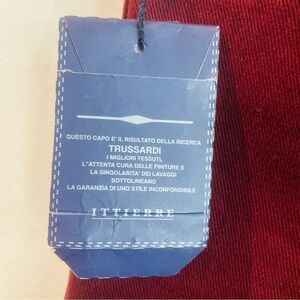 QUESTO CAPO E' IL RISULTATO DELLA RICERCA
TRUSSARDI
I MIGLIORI TESSUTI,
L'ATTENTA CURA DELLE FINITURE E
LA SINGOLARITA' DEI LAVAGGI
SOTTOLINEANO
LA GARANZIA DI UNO STILE INCONFONDIBILE
ITTIERRE